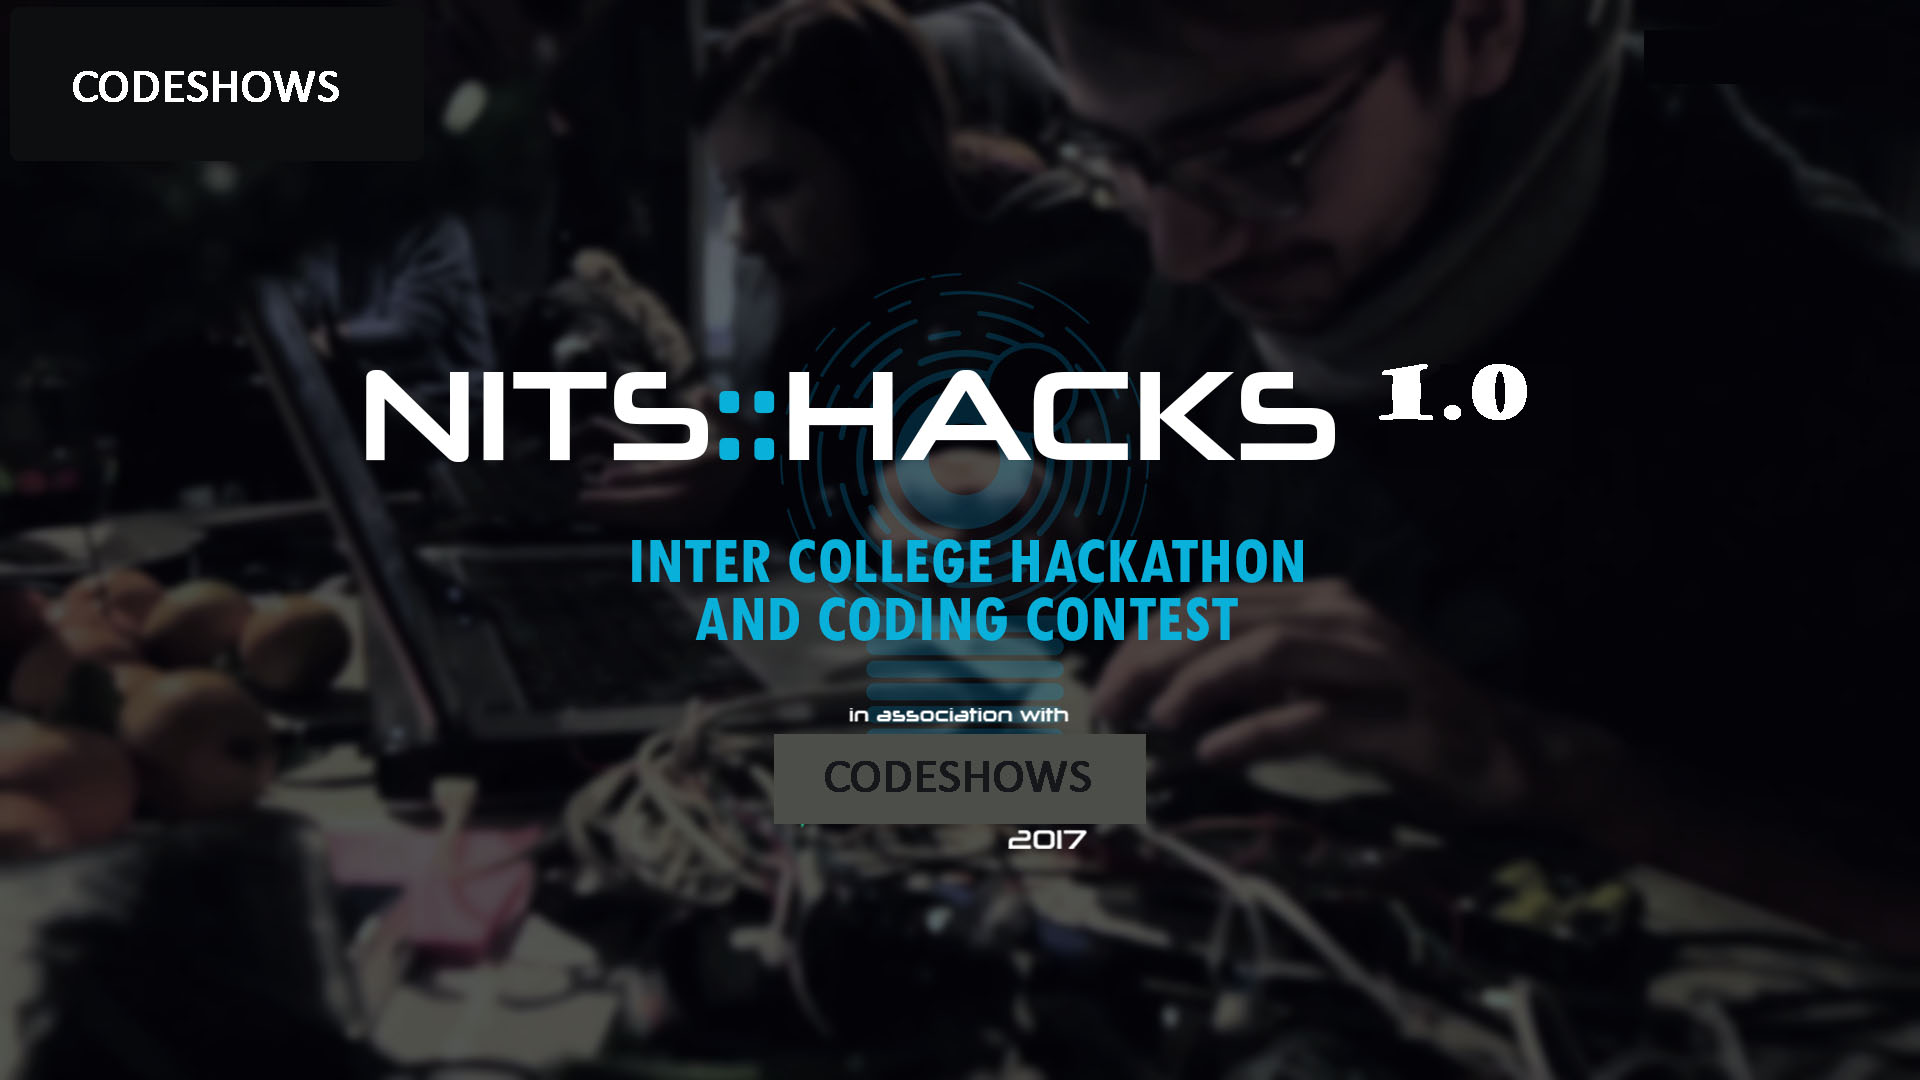 CODESHOWS
NITS::HACKS 1.0
INTER COLLEGE HACKATHON
AND CODING CONTEST
in association with
CODESHOWS
2017